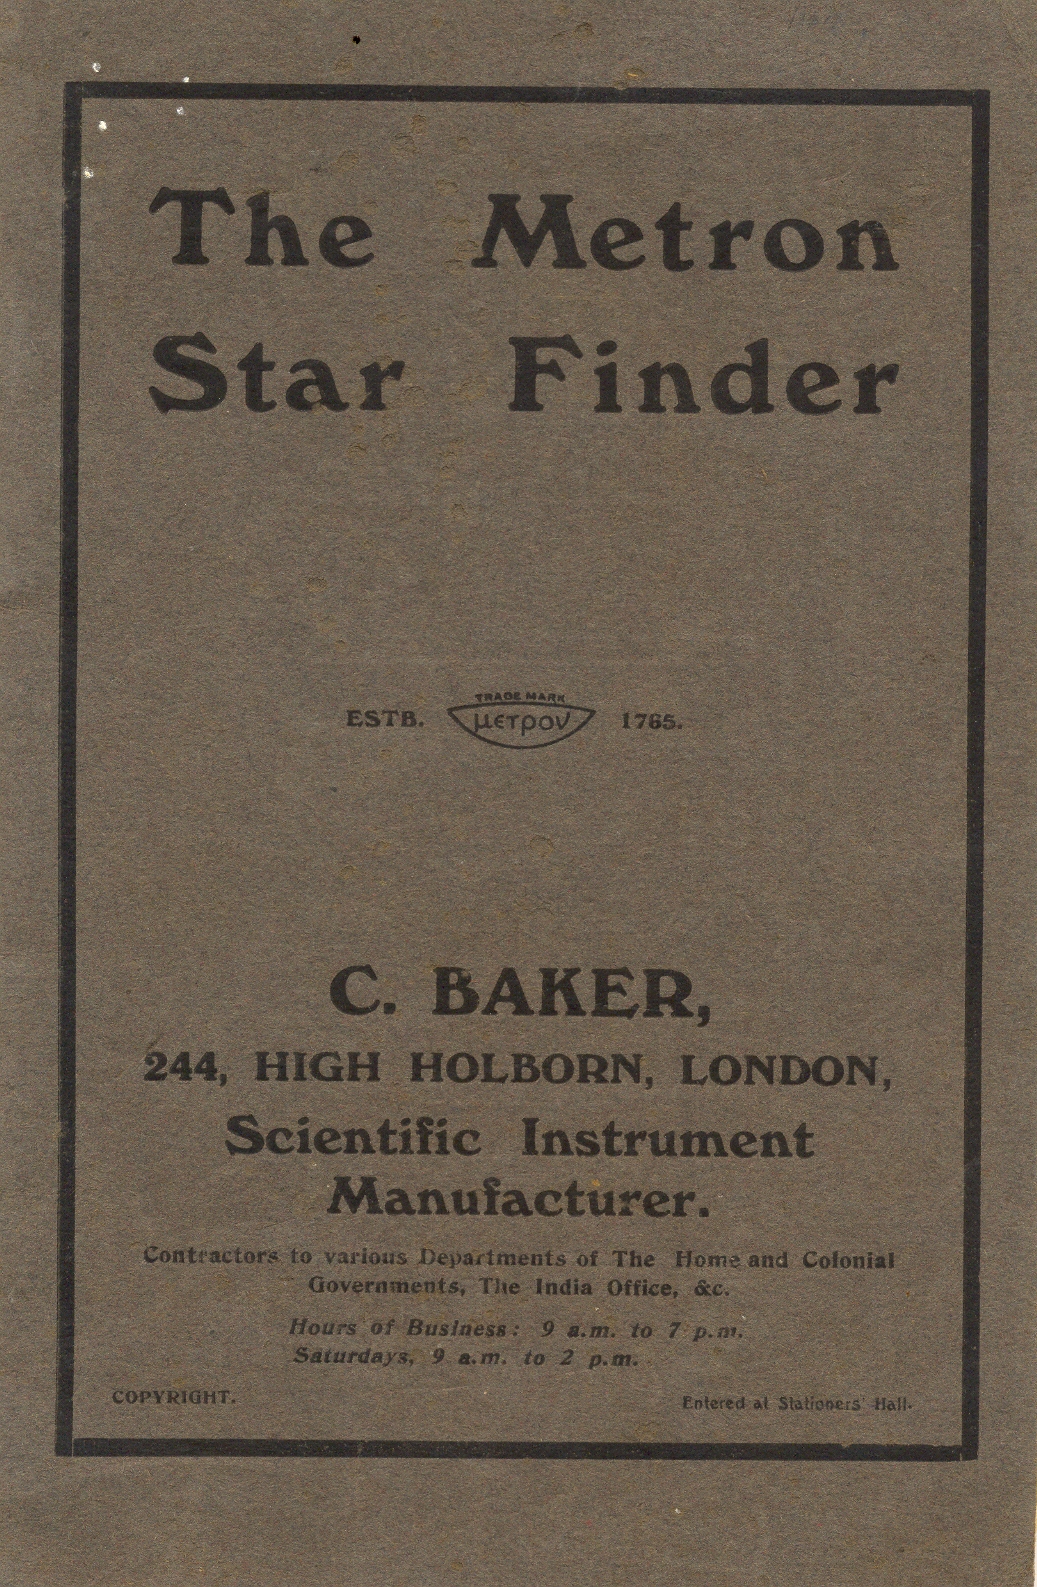 The Metron
Star Finder
TRADE MARK
ESTB. μετρον 1765.
C. BAKER,
244, HIGH HOLBORN, LONDON,
Scientific Instrument
Manufacturer.
Contractors to various Departments of The Home and Colonial
Governments, The India Office, &c.
Hours of Business: 9 a.m. to 7 p.m.
Saturdays, 9 a.m. to 2 p.m.
COPYRIGHT. Entered at Stationers' Hall.